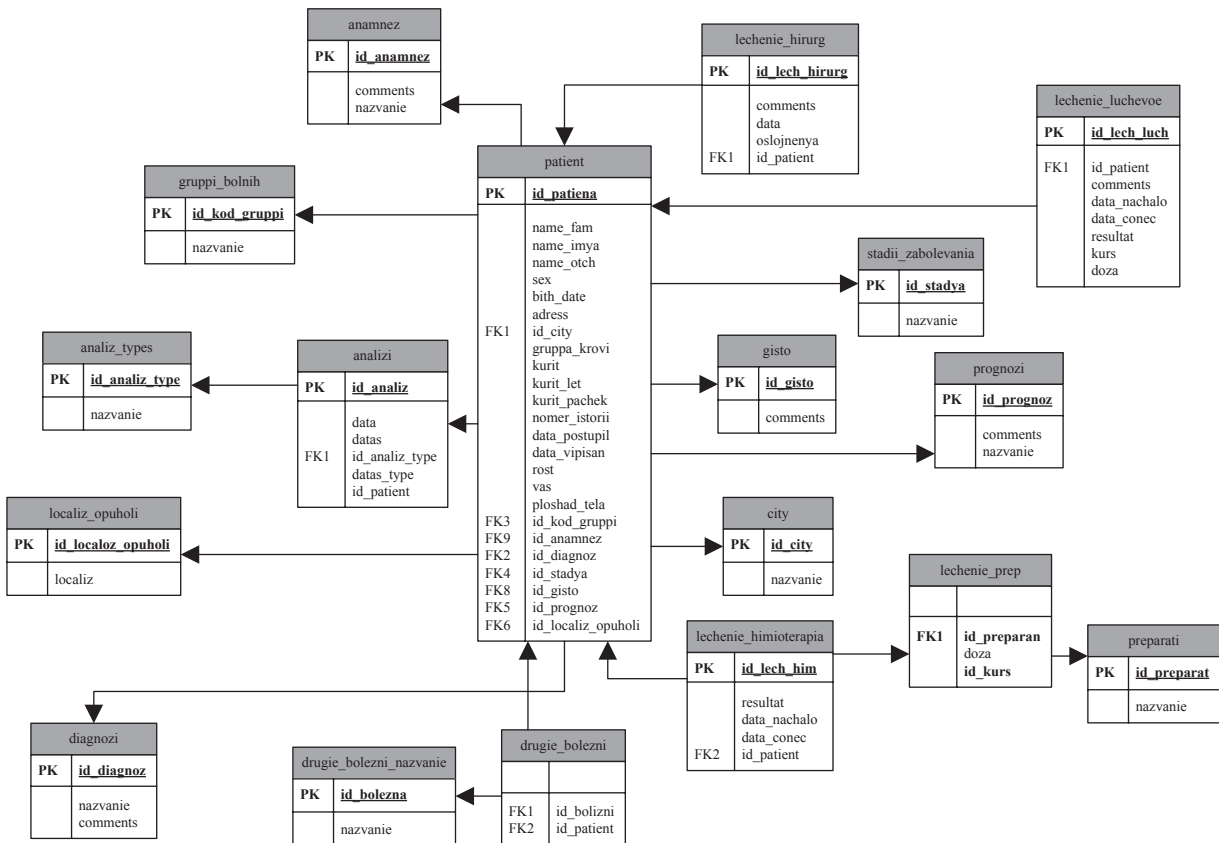 anamnez
PK id_anamnez
comments
nazvanie
lechenie_hirurg
PK id_lech_hirurg
comments
data
oslojnenya
FK1 id_patient
lechenie_luchevoe
PK id_lech_luch
FK1 id_patient
comments
data_nachalo
data_conec
resultat
kurs
doza
gruppi_bolnih
PK id_kod_gruppi
nazvanie
patient
PK id_patiena
name_fam
name_imya
name_otch
sex
bith_date
adress
FK1 id_city
gruppa_krovi
kurit
kurit_let
kurit_pachek
nomer_istorii
data_postupil
data_vipisan
rost
vas
ploshad_tela
FK3 id_kod_gruppi
FK9 id_anamnez
FK2 id_diagnoz
FK4 id_stadya
FK8 id_gisto
FK5 id_prognoz
FK6 id_localiz_opuholi
stadii_zabolevania
PK id_stadya
nazvanie
analiz_types
PK id_analiz_type
nazvanie
analizi
PK id_analiz
data
datas
FK1 id_analiz_type
datas_type
id_patient
gisto
PK id_gisto
comments
prognozi
PK id_prognoz
comments
nazvanie
localiz_opuholi
PK id_localoz_opuholi
localiz
city
PK id_city
nazvanie
lechenie_prep
FK1 id_preparan
doza
id_kurs
preparati
PK id_preparat
nazvanie
lechenie_himioterapia
PK id_lech_him
resultat
data_nachalo
data_conec
FK2 id_patient
diagnozi
PK id_diagnoz
nazvanie
comments
drugie_bolezni_nazvanie
PK id_bolezna
nazvanie
drugie_bolezni
FK1 id_bolizni
FK2 id_patient